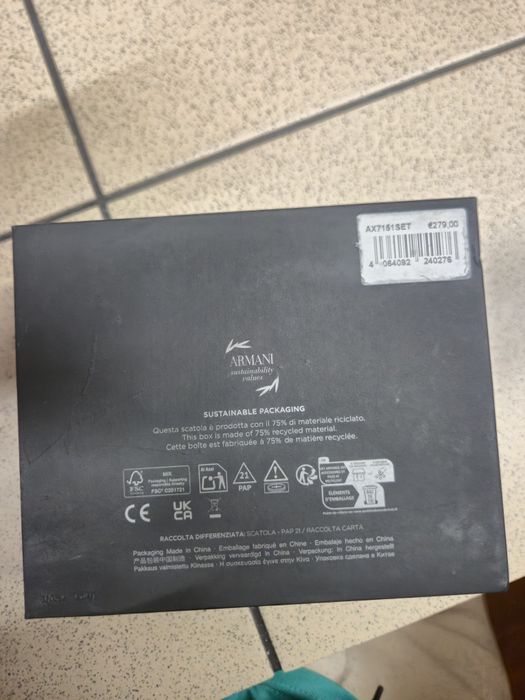 AX7151SET €279,00
4 064092 240276
ARMANI
sustainability
values
SUSTAINABLE PACKAGING
Questa scatola è prodotta con il 75% di materiale riciclato.
This box is made of 75% recycled material.
Cette boîte est fabriquée à 75% de matière recyclée.
FSC
MIX
Packaging | Supporting
responsible forestry
FSC® C201721
21
PAP
FR
ÉLÉMENTS
D'EMBALLAGE
CE
UK
CA
RACCOLTA DIFFERENZIATA: SCATOLA - PAP 21 / RACCOLTA CARTA
Packaging Made in China · Emballage fabriqué en Chine · Embalaje hecho en China
产品包装中国制造 · Verpakking vervaardigd in China · Verpackung: in China hergestellt
Pakkaus valmistettu Kiinassa · Η συσκευασία έγινε στην Κίνα · Упаковка сделана в Китае